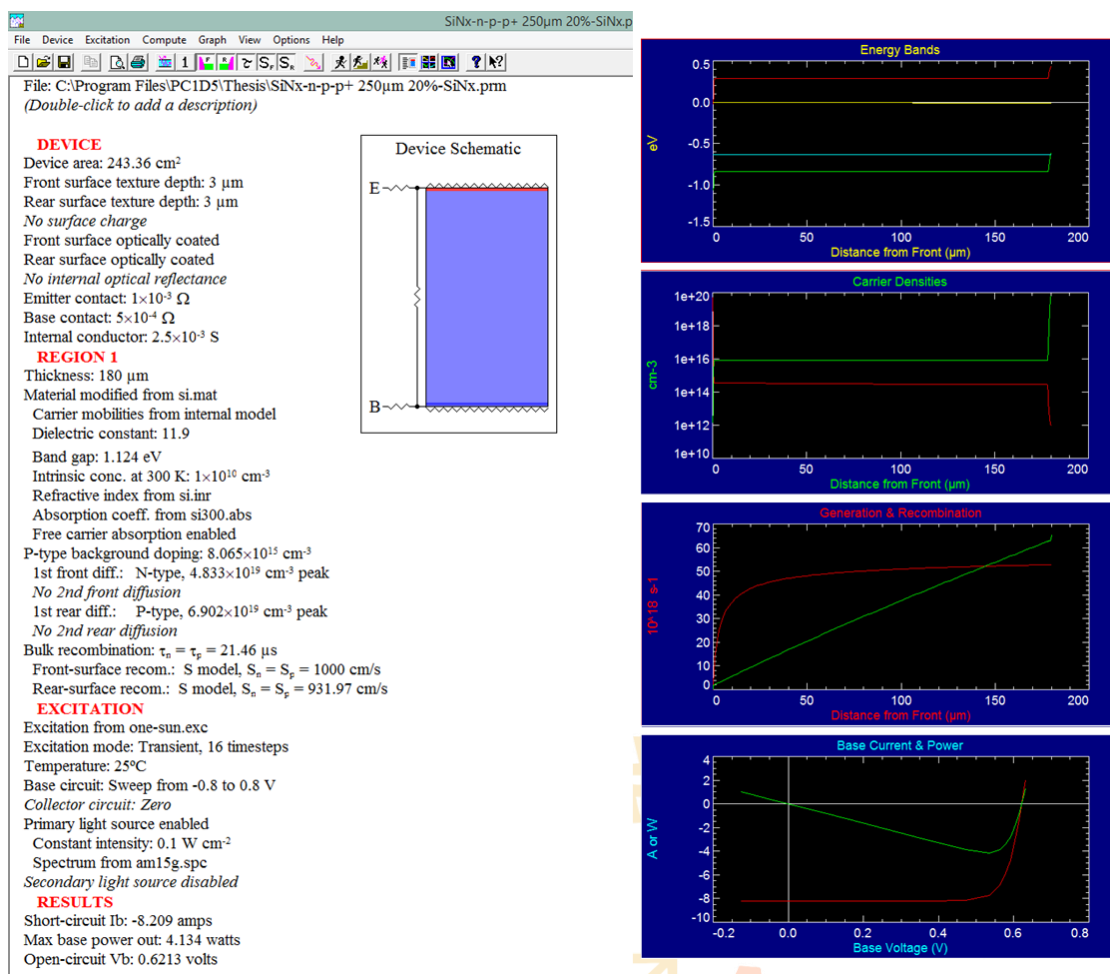 SiNx-n-p-p+ 250µm 20%-SiNx.p
File Device Excitation Compute Graph View Options Help
File: C:\Program Files\PC1D5\Thesis\SiNx-n-p-p+ 250µm 20%-SiNx.prm
(Double-click to add a description)
DEVICE
Device area: 243.36 cm²
Front surface texture depth: 3 µm
Rear surface texture depth: 3 µm
No surface charge
Front surface optically coated
Rear surface optically coated
No internal optical reflectance
Emitter contact: 1×10⁻³ Ω
Base contact: 5×10⁻⁴ Ω
Internal conductor: 2.5×10⁻³ S
REGION 1
Thickness: 180 µm
Material modified from si.mat
Carrier mobilities from internal model
Dielectric constant: 11.9
Band gap: 1.124 eV
Intrinsic conc. at 300 K: 1×10¹⁰ cm⁻³
Refractive index from si.inr
Absorption coeff. from si300.abs
Free carrier absorption enabled
P-type background doping: 8.065×10¹⁵ cm⁻³
1st front diff.: N-type, 4.833×10¹⁹ cm⁻³ peak
No 2nd front diffusion
1st rear diff.: P-type, 6.902×10¹⁹ cm⁻³ peak
No 2nd rear diffusion
Bulk recombination: τₙ = τₚ = 21.46 µs
Front-surface recom.: S model, Sₙ = Sₚ = 1000 cm/s
Rear-surface recom.: S model, Sₙ = Sₚ = 931.97 cm/s
EXCITATION
Excitation from one-sun.exc
Excitation mode: Transient, 16 timesteps
Temperature: 25ºC
Base circuit: Sweep from -0.8 to 0.8 V
Collector circuit: Zero
Primary light source enabled
Constant intensity: 0.1 W cm⁻²
Spectrum from am15g.spc
Secondary light source disabled
RESULTS
Short-circuit Ib: -8.209 amps
Max base power out: 4.134 watts
Open-circuit Vb: 0.6213 volts
Device Schematic
E
B
Energy Bands
eV
0.5
0.0
-0.5
-1.0
-1.5
0 50 100 150 200
Distance from Front (µm)
Carrier Densities
cm-3
1e+20
1e+18
1e+16
1e+14
1e+12
1e+10
0 50 100 150 200
Distance from Front (µm)
Generation & Recombination
10^18 s-1
70
60
50
40
30
20
10
0
0 50 100 150 200
Distance from Front (µm)
Base Current & Power
A or W
4
2
0
-2
-4
-6
-8
-10
-0.2 0.0 0.2 0.4 0.6 0.8
Base Voltage (V)